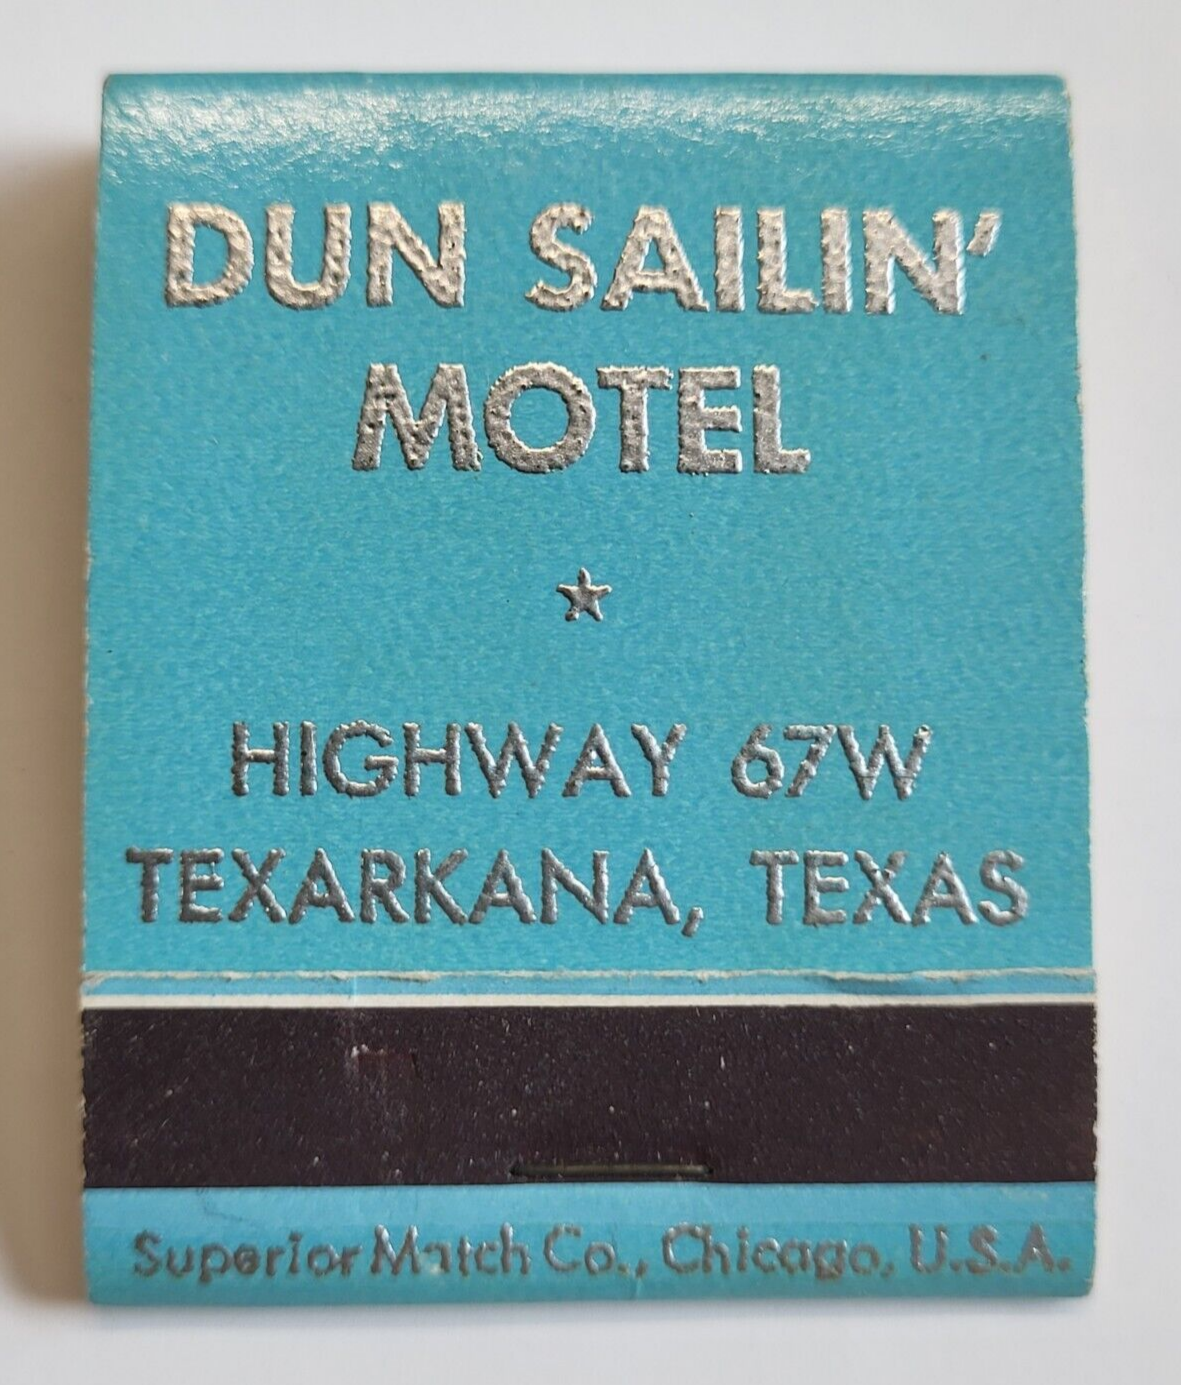 DUN SAILIN'
MOTEL
HIGHWAY 67W
TEXARKANA, TEXAS
Superior Match Co., Chicago, U.S.A.